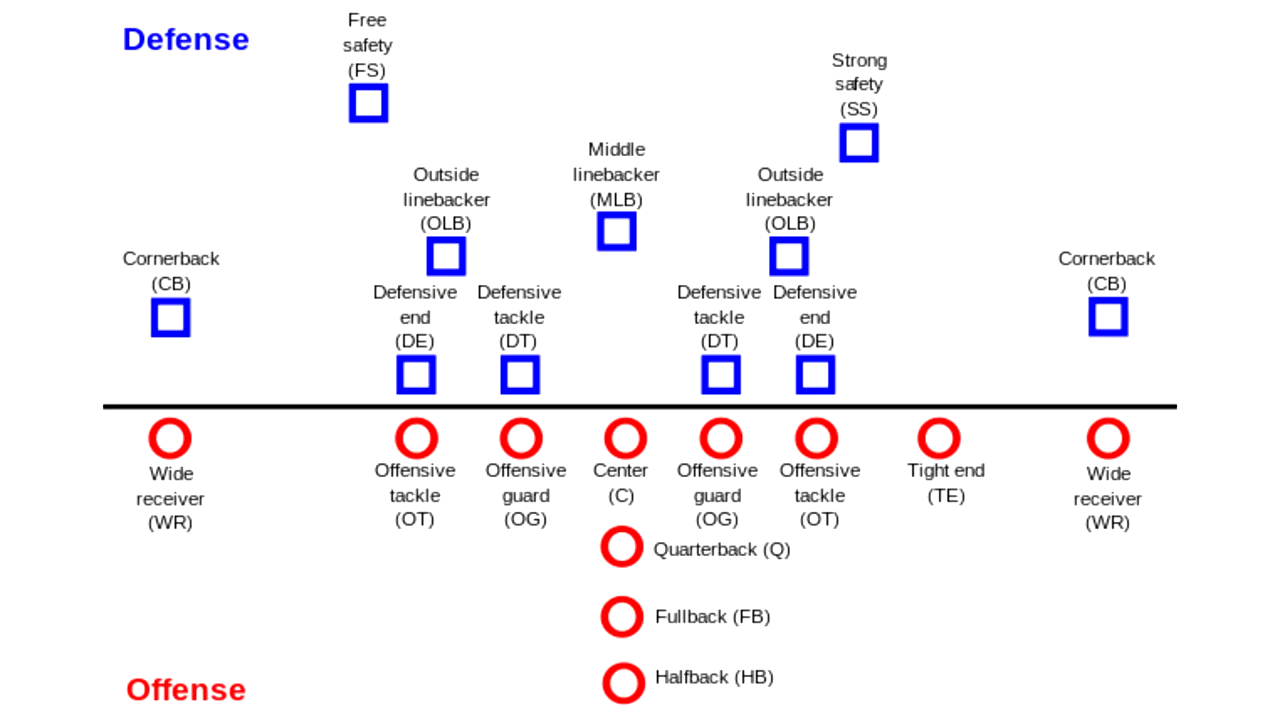 Defense
Free
safety
(FS)
Strong
safety
(SS)
Middle
linebacker
(MLB)
Outside
linebacker
(OLB)
Outside
linebacker
(OLB)
Cornerback
(CB)
Cornerback
(CB)
Defensive
end
(DE)
Defensive
tackle
(DT)
Defensive
tackle
(DT)
Defensive
end
(DE)
Wide
receiver
(WR)
Offensive
tackle
(OT)
Offensive
guard
(OG)
Center
(C)
Offensive
guard
(OG)
Offensive
tackle
(OT)
Tight end
(TE)
Wide
receiver
(WR)
Quarterback (Q)
Fullback (FB)
Halfback (HB)
Offense